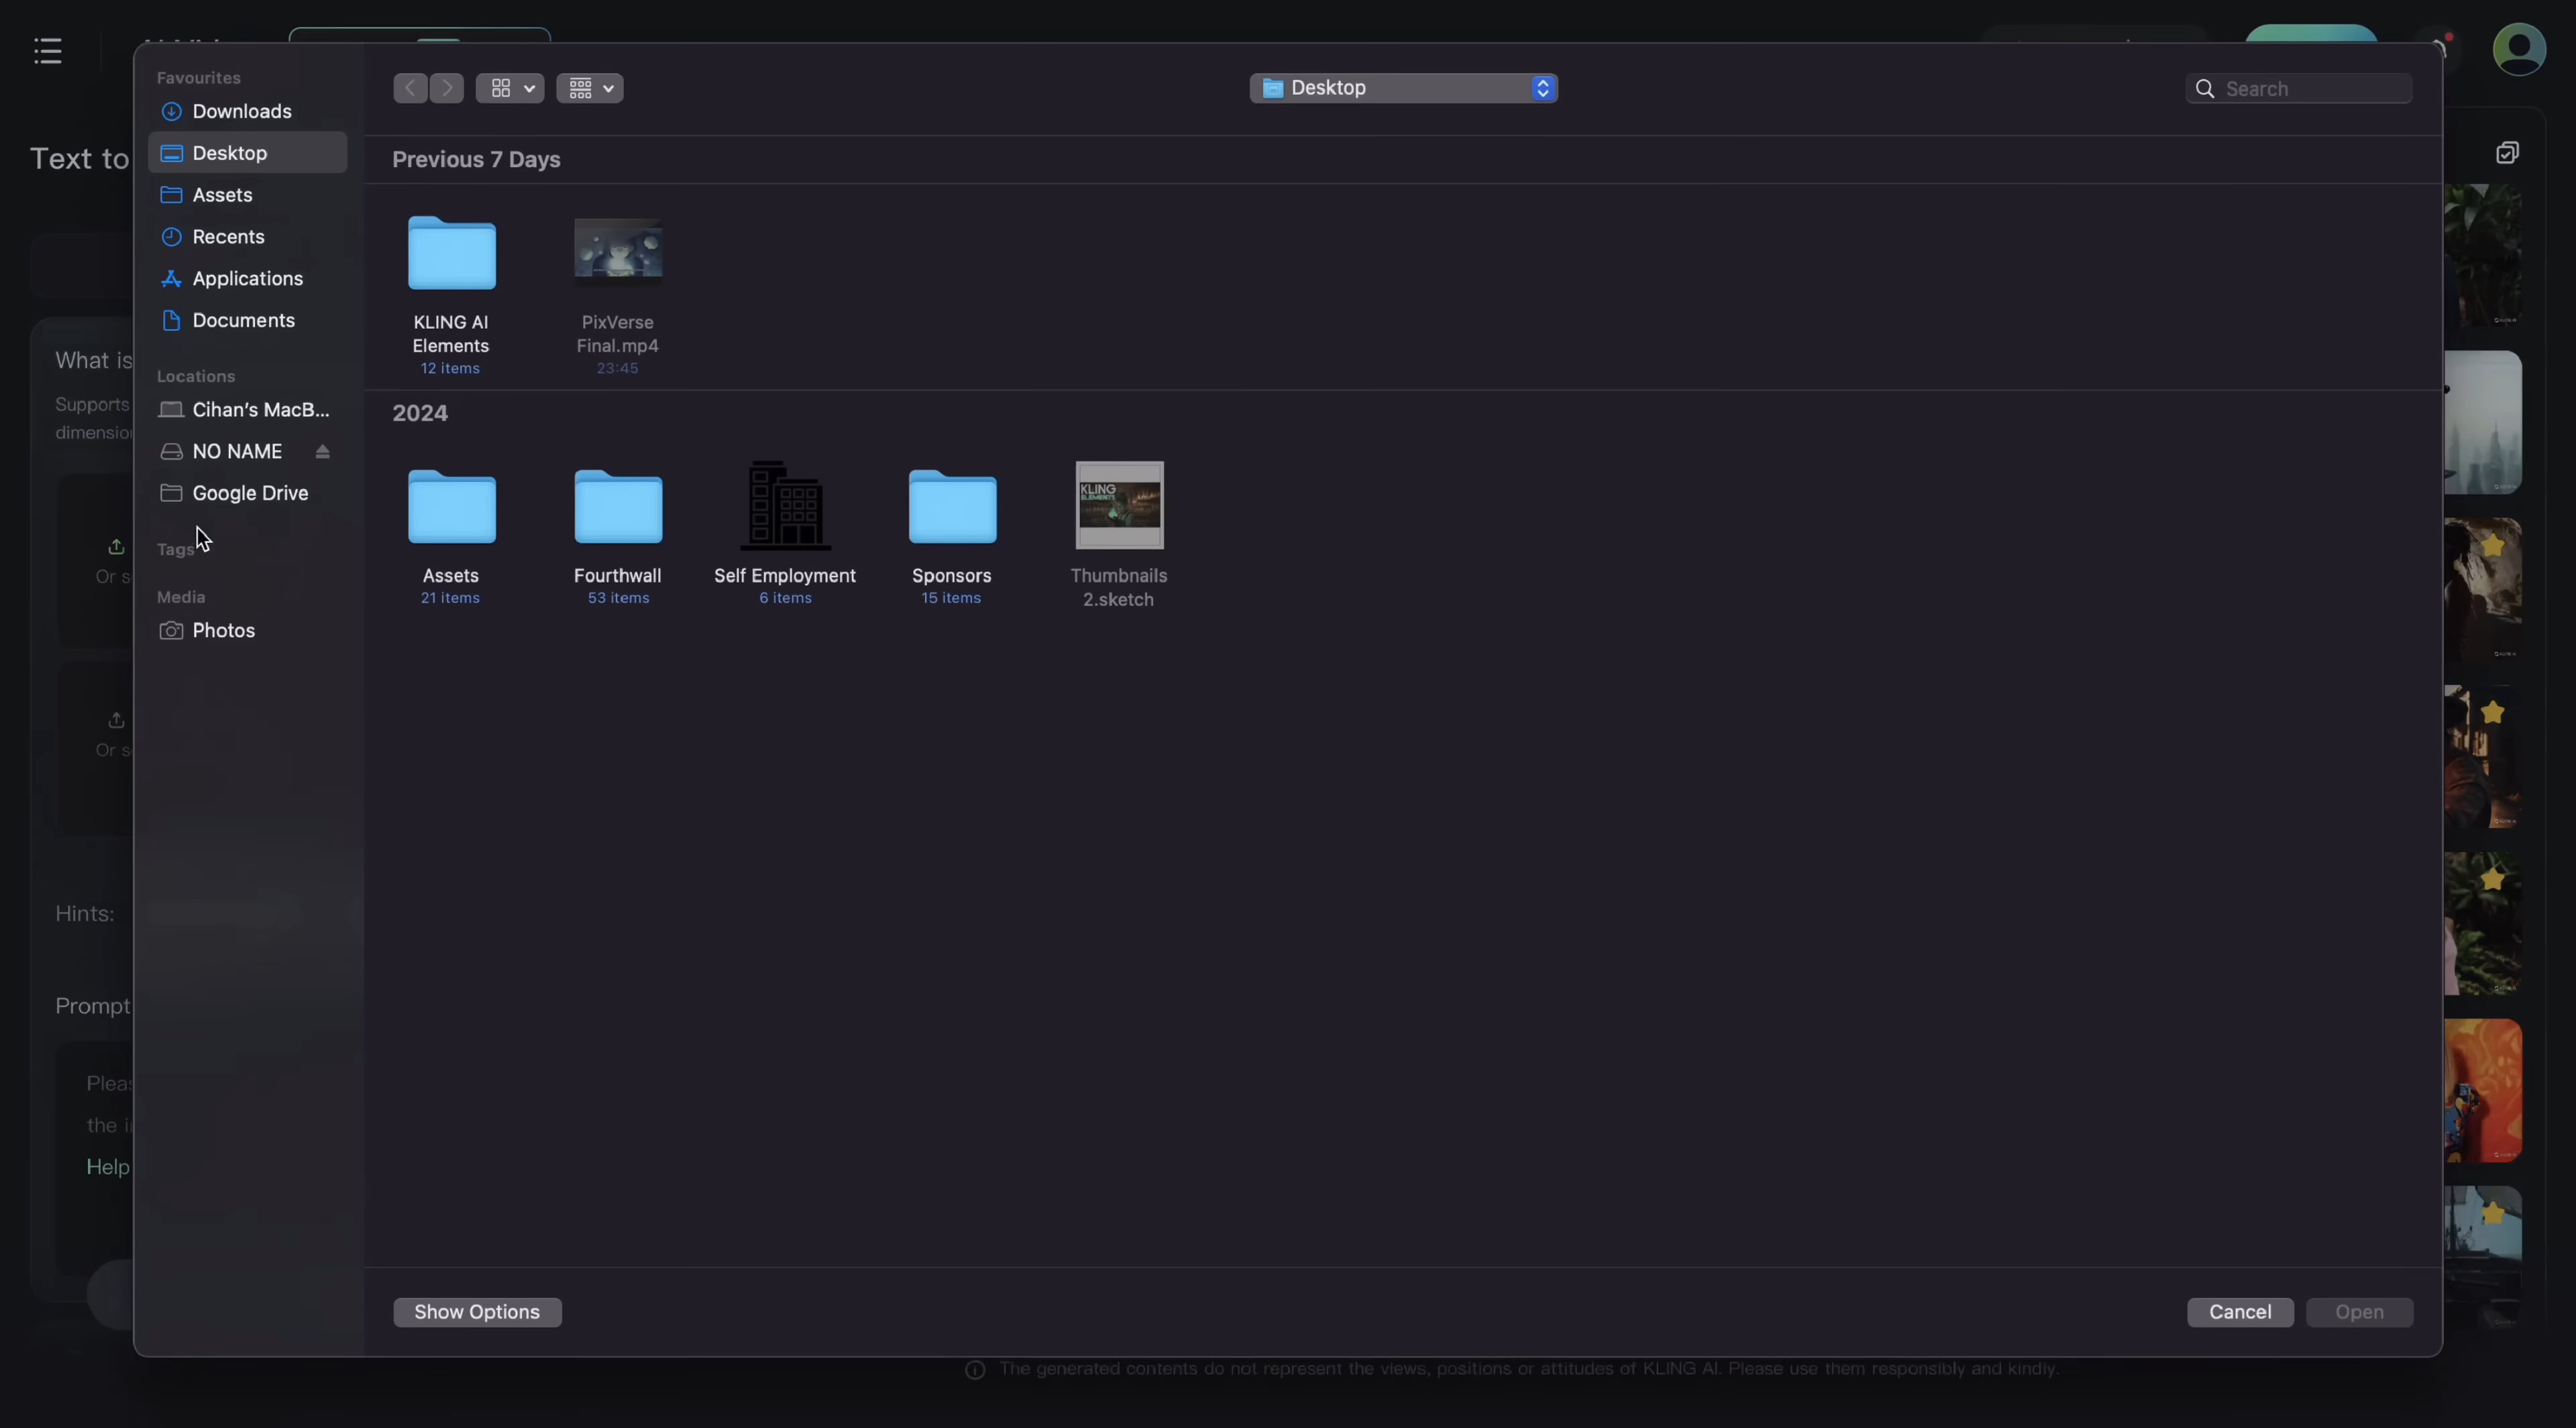 Favourites
Downloads
Desktop
Assets
Recents
Applications
Documents
Locations
Cihan's MacB...
NO NAME
Google Drive
Tags
Media
Photos
Desktop
Search
Previous 7 Days
KLING AI
Elements
12 items
PixVerse
Final.mp4
23:45
2024
Assets
21 items
Fourthwall
53 items
Self Employment
6 items
Sponsors
15 items
KLING
ELEMENTS
Thumbnails
2.sketch
Show Options
Cancel
Open
Text to
What is
Supports
Or s
Or s
Hints:
Prompt
the i
Help
The generated contents do not represent the views, positions or attitudes of KLING AI. Please use them responsibly and kindly.